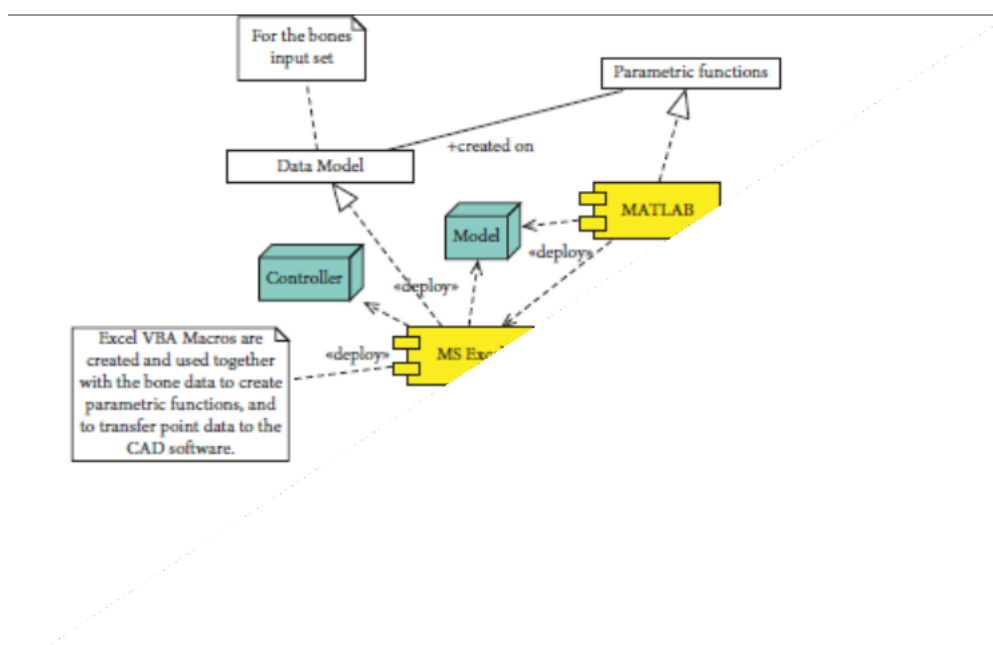 For the bones
input set
Parametric functions
+created on
Data Model
MATLAB
Model
«deploy»
Controller
«deploy»
Excel VBA Macros are
created and used together
with the bone data to create
parametric functions, and
to transfer point data to the
CAD software.
«deploy»
MS